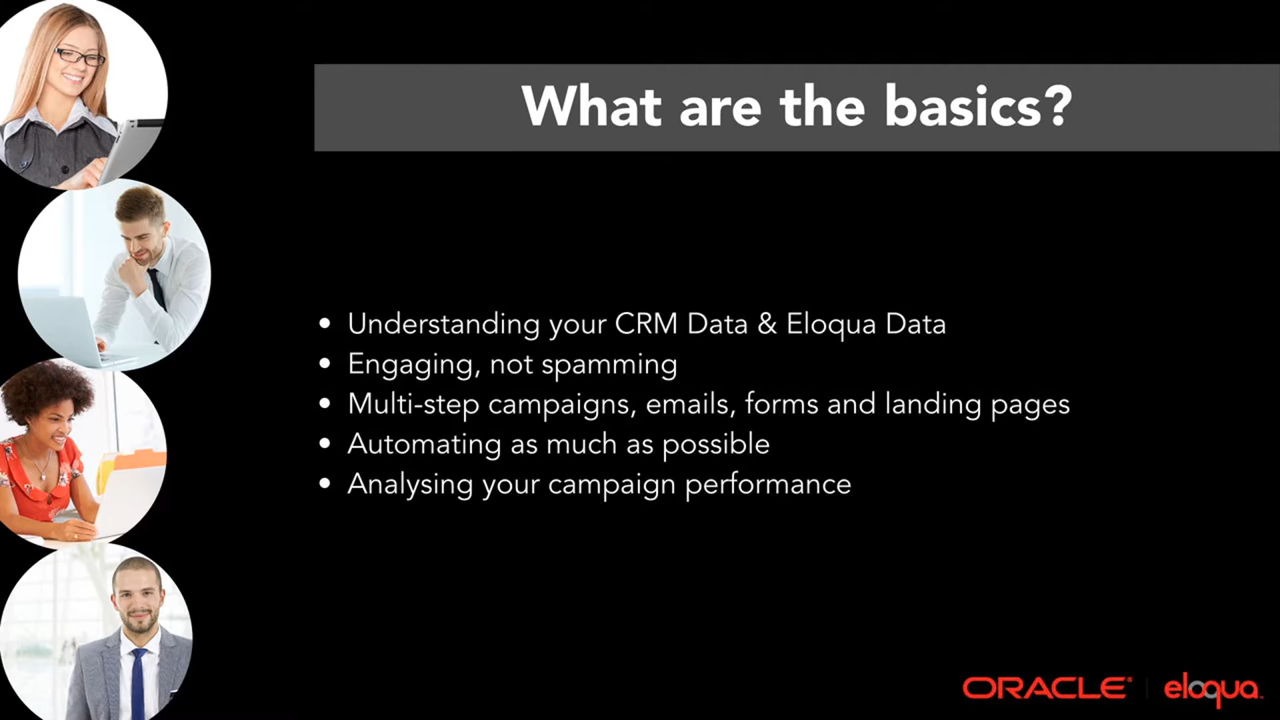 What are the basics?
• Understanding your CRM Data & Eloqua Data
• Engaging, not spamming
• Multi-step campaigns, emails, forms and landing pages
• Automating as much as possible
• Analysing your campaign performance
ORACLE® | eloqua™